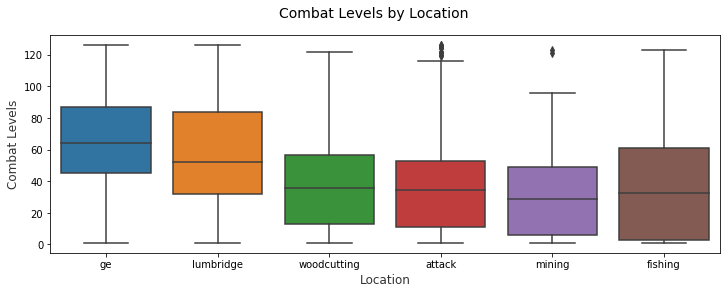 Combat Levels by Location
Combat Levels
120
100
80
60
40
20
0
ge lumbridge woodcutting attack mining fishing
Location